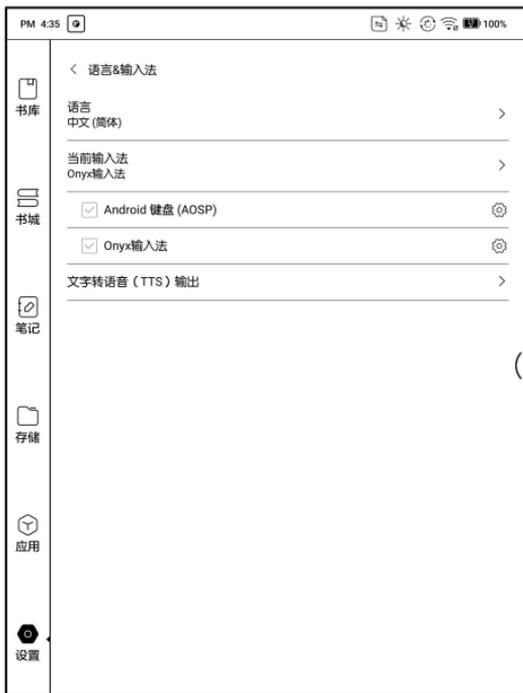 PM 4:35
100%
语言&输入法
语言
中文 (简体)
当前输入法
Onyx输入法
Android 键盘 (AOSP)
Onyx输入法
文字转语音（TTS）输出
书库
书城
笔记
存储
应用
设置